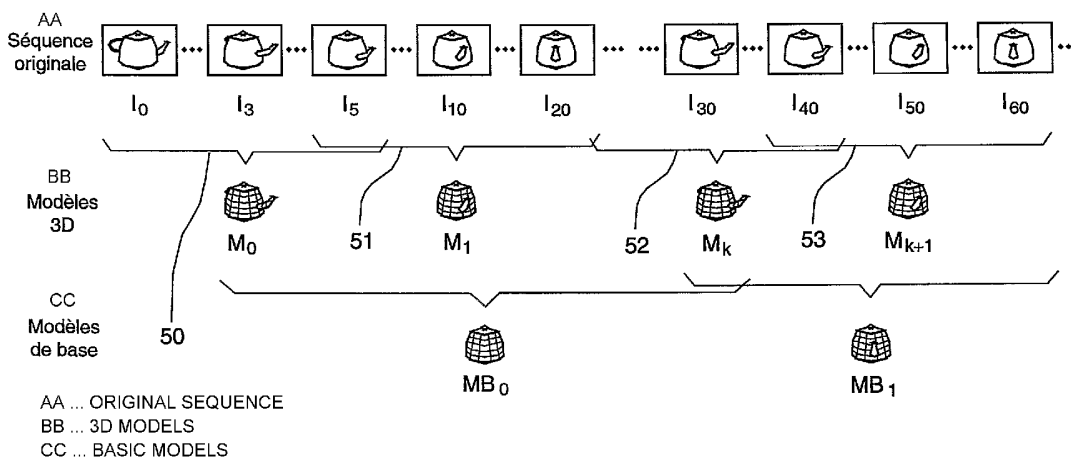 AA
Séquence
originale
I0 I3 I5 I10 I20 I30 I40 I50 I60
BB
Modèles
3D
M0 51 M1 52 Mk 53 Mk+1
CC
Modèles
de base
50
MB0 MB1
AA ... ORIGINAL SEQUENCE
BB ... 3D MODELS
CC ... BASIC MODELS